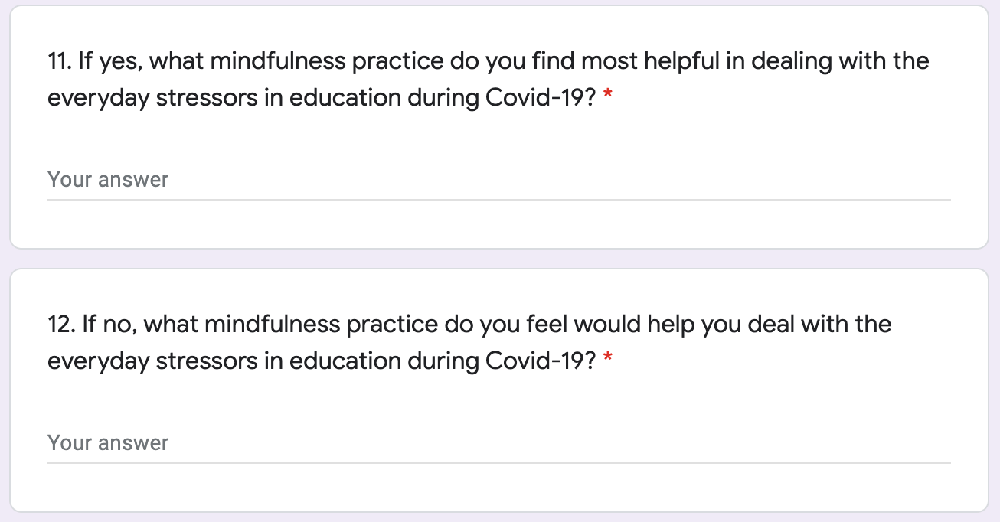 11. If yes, what mindfulness practice do you find most helpful in dealing with the
everyday stressors in education during Covid-19? *
Your answer
12. If no, what mindfulness practice do you feel would help you deal with the
everyday stressors in education during Covid-19? *
Your answer